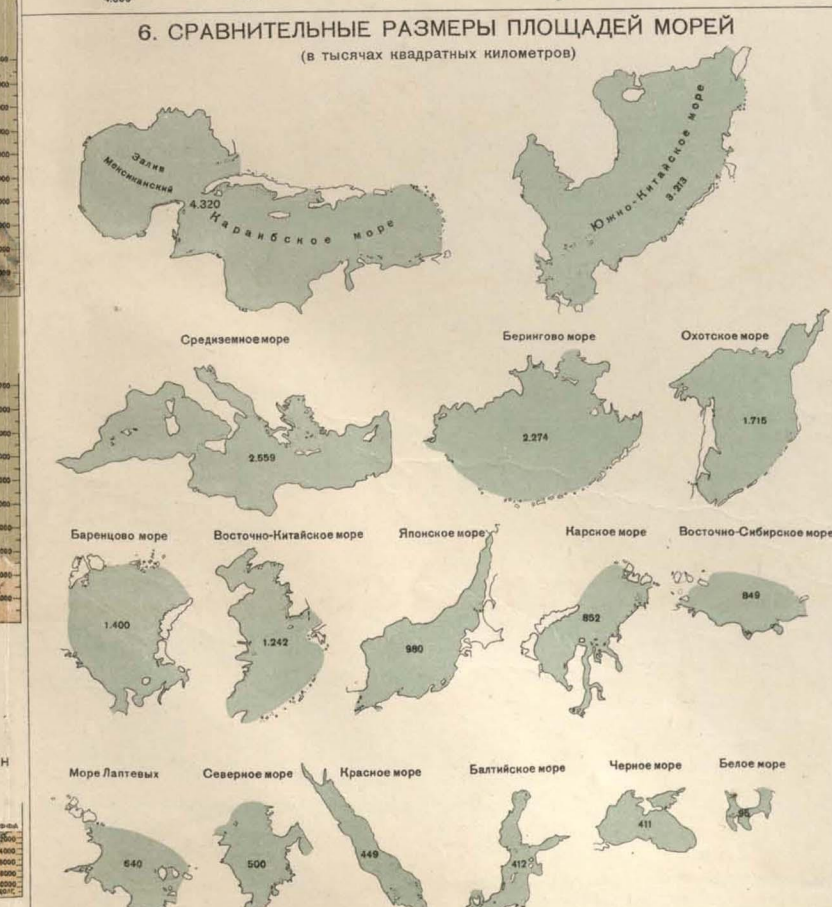 6. СРАВНИТЕЛЬНЫЕ РАЗМЕРЫ ПЛОЩАДЕЙ МОРЕЙ
(в тысячах квадратных километров)
Залив
Мексиканский
4.320
Караибское море
Южно-Китайское море
3.213
Средиземное море
Берингово море
Охотское море
2.559
2.274
1.715
Баренцово море
Восточно-Китайское море
Японское море
Карское море
Восточно-Сибирское море
1.400
1.242
980
852
849
Море Лаптевых
Северное море
Красное море
Балтийское море
Черное море
Белое море
640
500
449
412
411
95